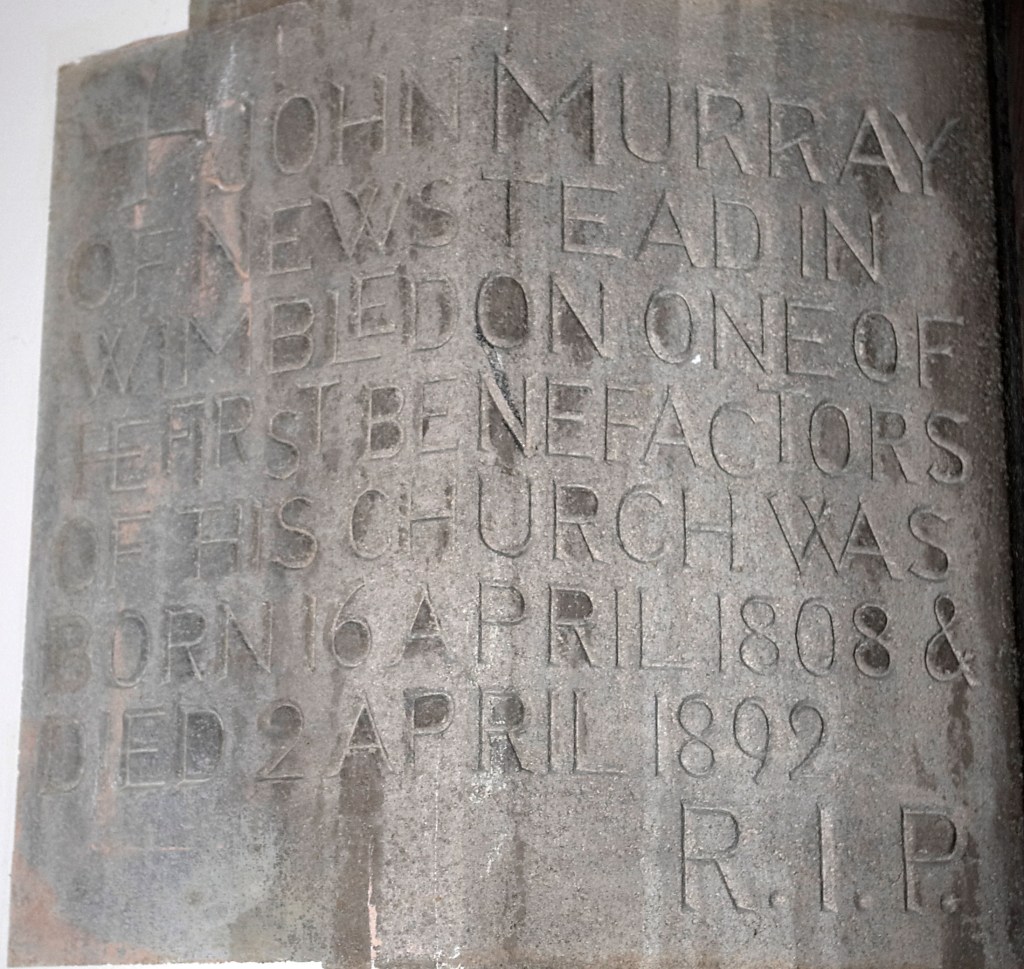 + JOHN MURRAY
OF NEWSTEAD IN
WIMBLEDON ONE OF
THE FIRST BENEFACTORS
OF THIS CHURCH WAS
BORN 16 APRIL 1808 &
DIED 2 APRIL 1892
R.I.P.